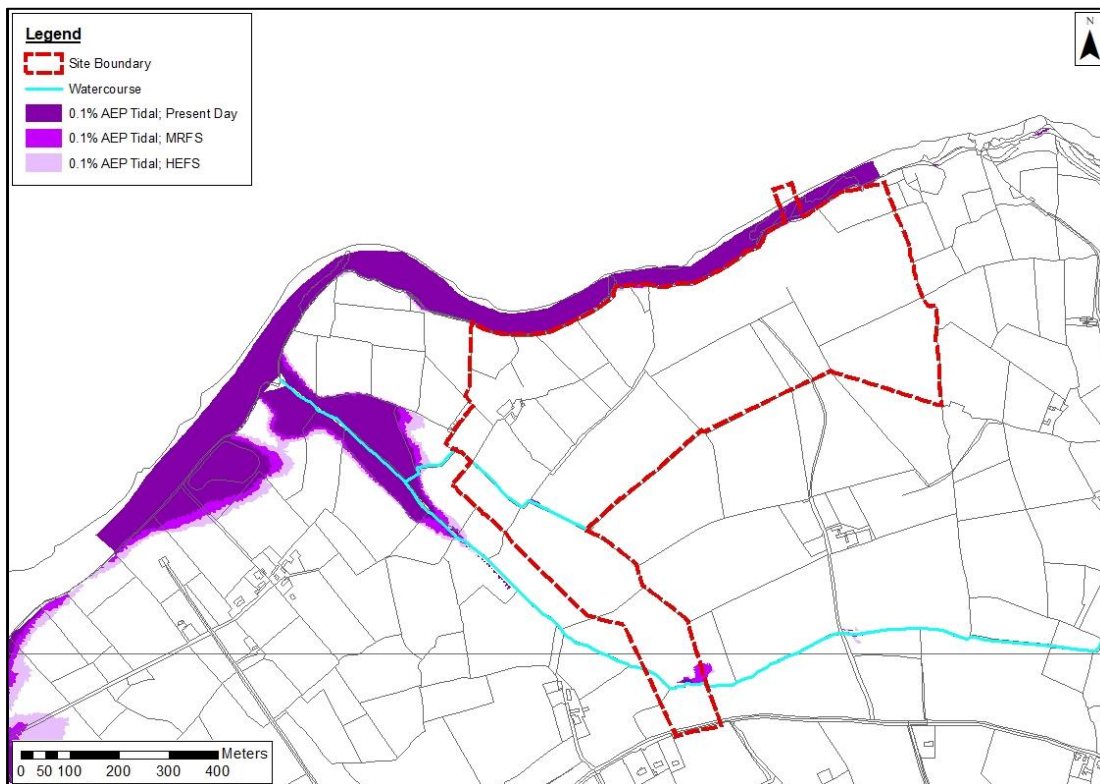 Legend
Site Boundary
Watercourse
0.1% AEP Tidal; Present Day
0.1% AEP Tidal; MRFS
0.1% AEP Tidal; HEFS
N
Meters
0 50 100 200 300 400